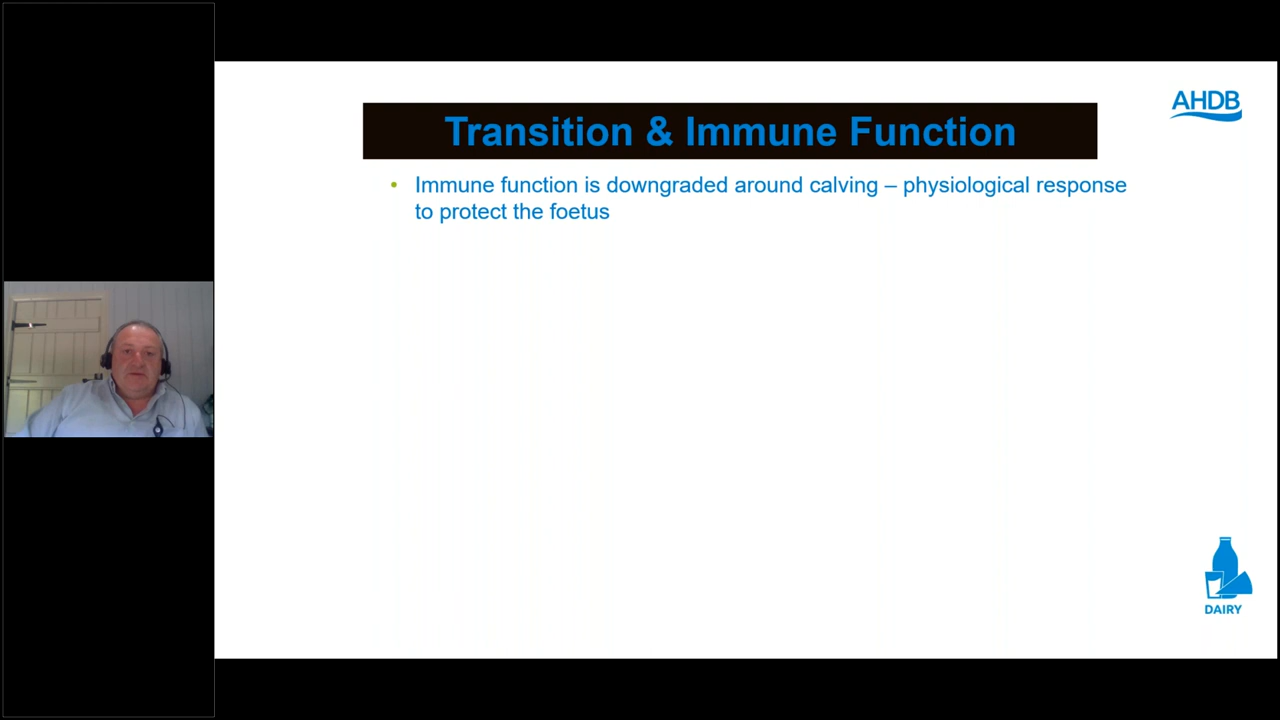 AHDB
Transition & Immune Function
• Immune function is downgraded around calving – physiological response
to protect the foetus
DAIRY